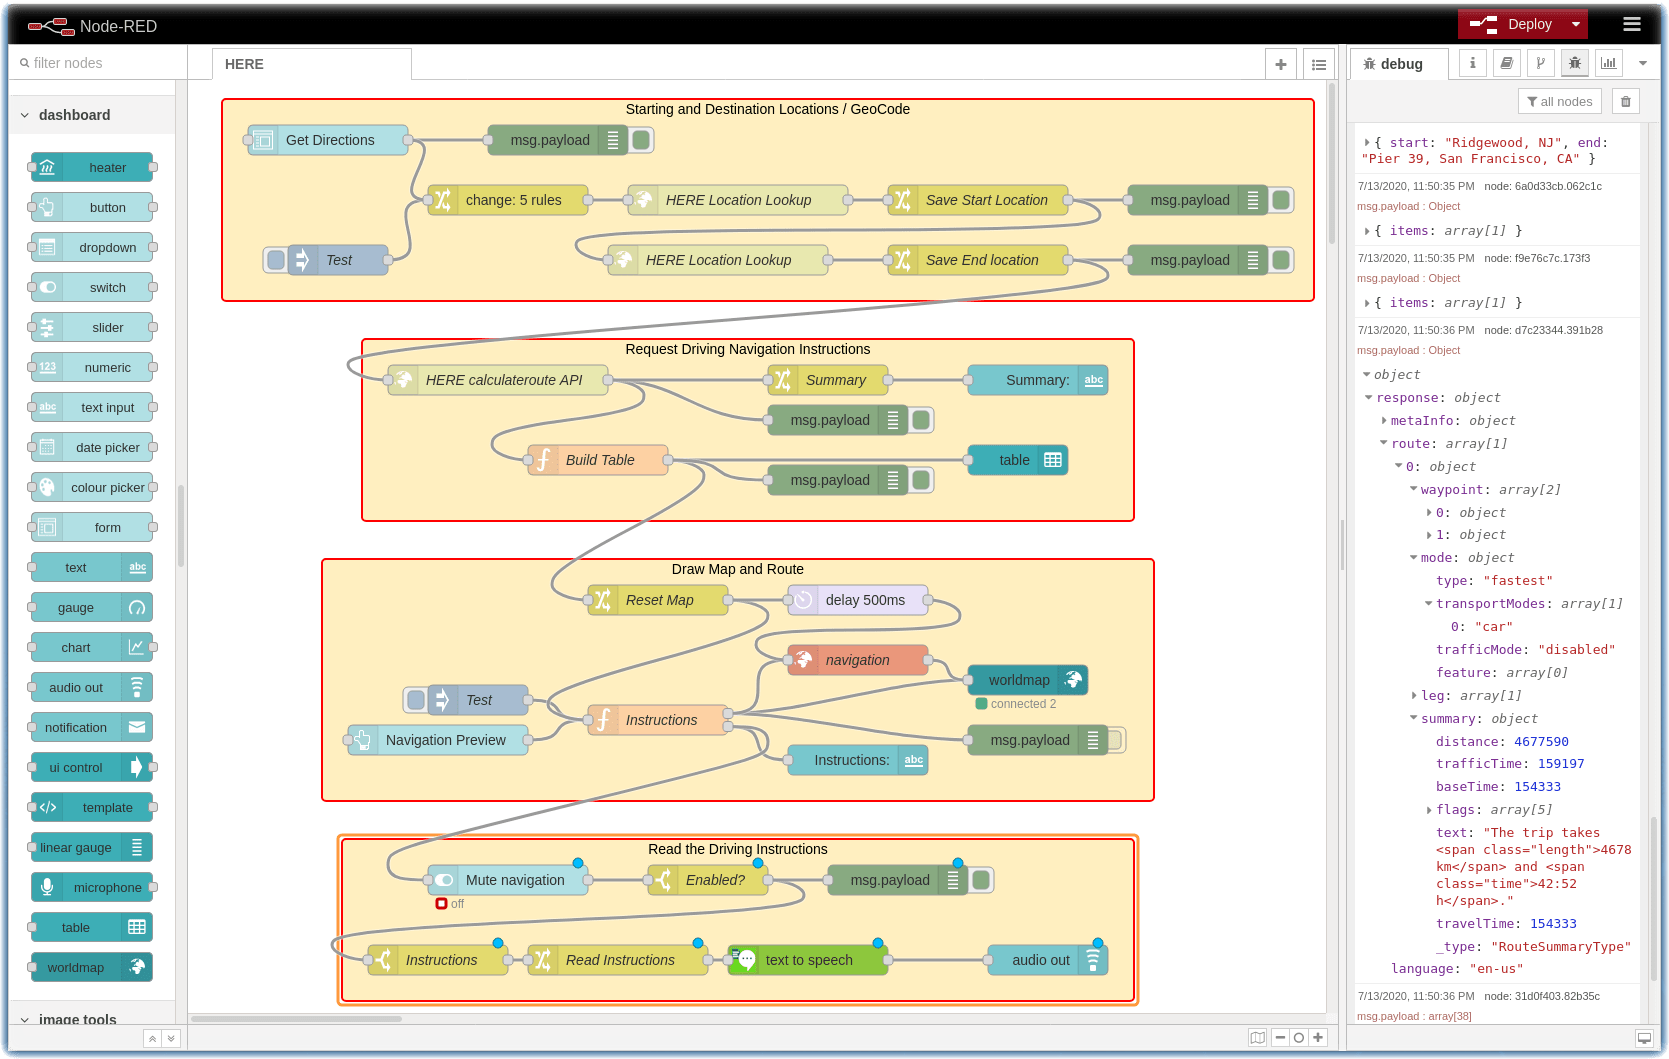 Node-RED
Deploy
filter nodes
HERE
debug
all nodes
dashboard
heater
button
dropdown
switch
slider
123
numeric
abc
text input
date picker
colour picker
form
text
abc
gauge
chart
audio out
notification
ui control
template
linear gauge
microphone
table
worldmap
image tools
Starting and Destination Locations / GeoCode
Get Directions
msg.payload
change: 5 rules
HERE Location Lookup
Save Start Location
msg.payload
Test
HERE Location Lookup
Save End location
msg.payload
Request Driving Navigation Instructions
HERE calculateroute API
Summary
Summary:
abc
msg.payload
Build Table
table
msg.payload
Draw Map and Route
Reset Map
delay 500ms
navigation
worldmap
connected 2
Test
Instructions
Navigation Preview
msg.payload
Instructions:
abc
Read the Driving Instructions
Mute navigation
off
Enabled?
msg.payload
Instructions
Read Instructions
text to speech
audio out
{ start: "Ridgewood, NJ", end:
"Pier 39, San Francisco, CA" }
7/13/2020, 11:50:35 PM node: 6a0d33cb.062c1c
msg.payload : Object
{ items: array[1] }
7/13/2020, 11:50:35 PM node: f9e76c7c.173f3
msg.payload : Object
{ items: array[1] }
7/13/2020, 11:50:36 PM node: d7c23344.391b28
msg.payload : Object
object
response: object
metaInfo: object
route: array[1]
0: object
waypoint: array[2]
0: object
1: object
mode: object
type: "fastest"
transportModes: array[1]
0: "car"
trafficMode: "disabled"
feature: array[0]
leg: array[1]
summary: object
distance: 4677590
trafficTime: 159197
baseTime: 154333
flags: array[5]
text: "The trip takes
<span class="length">4678
km</span> and <span
class="time">42:52
h</span>."
travelTime: 154333
_type: "RouteSummaryType"
language: "en-us"
7/13/2020, 11:50:36 PM node: 31d0f403.82b35c
msg.payload : array[38]